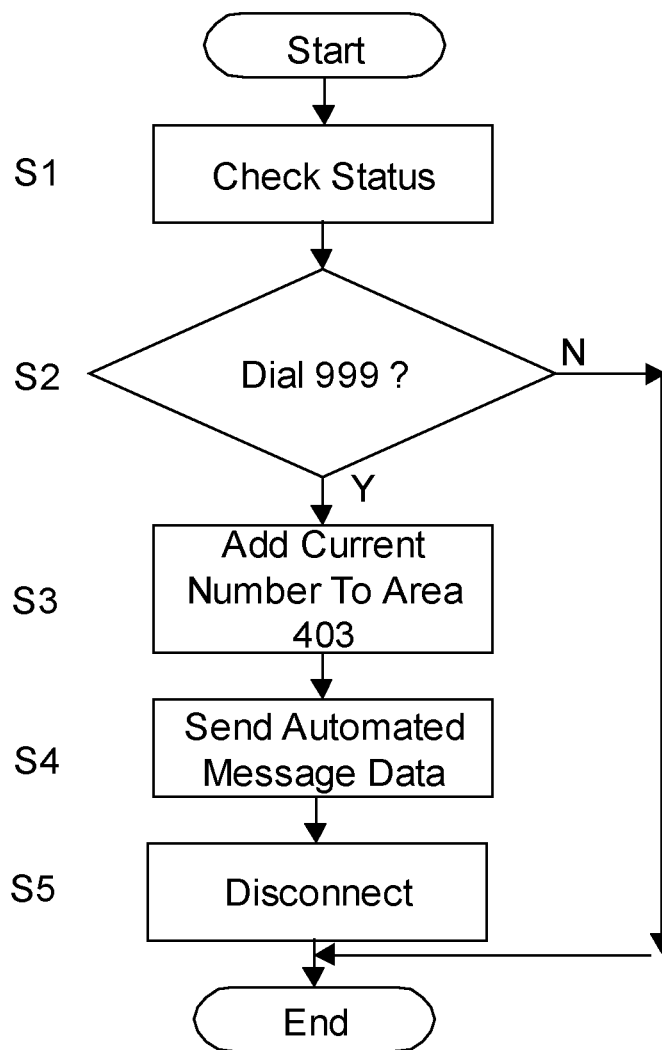 Start
S1
Check Status
S2
Dial 999 ?
N
Y
S3
Add Current
Number To Area
403
S4
Send Automated
Message Data
S5
Disconnect
End